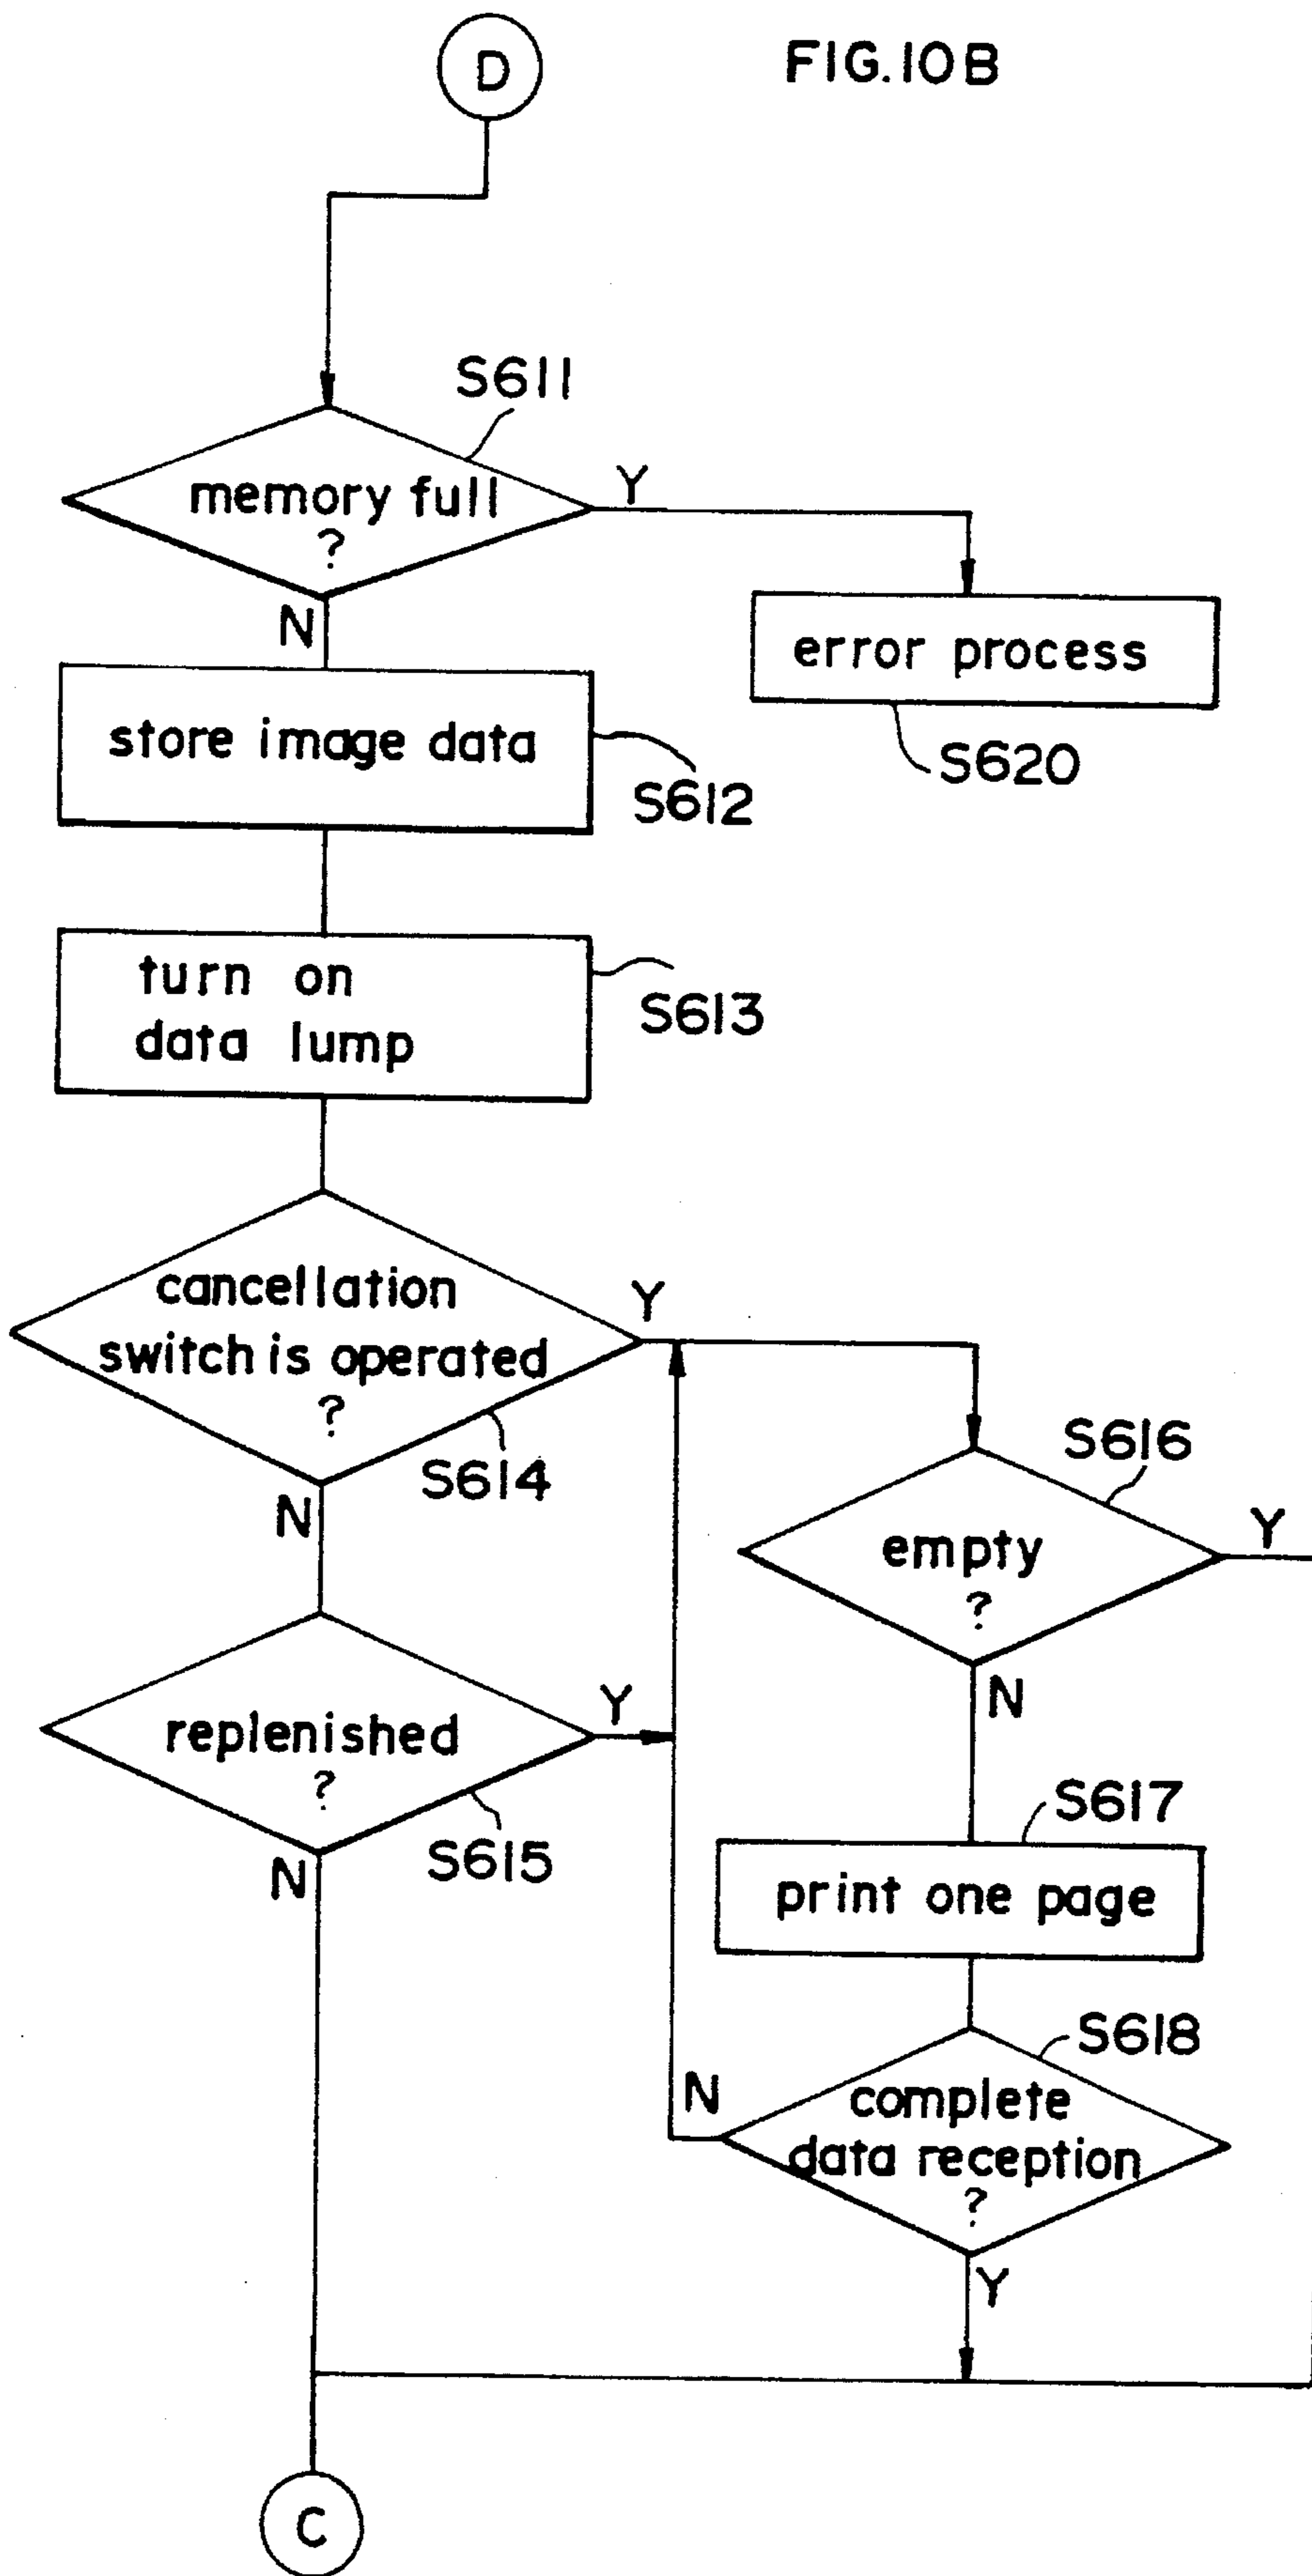 D
FIG.10B
S611
memory full
?
Y
N
error process
S620
store image data
S612
turn on
data lump
S613
cancellation
switch is operated
?
Y
S614
N
S616
empty
?
Y
N
replenished
?
Y
S615
N
S617
print one page
S618
complete
data reception
?
N
Y
C